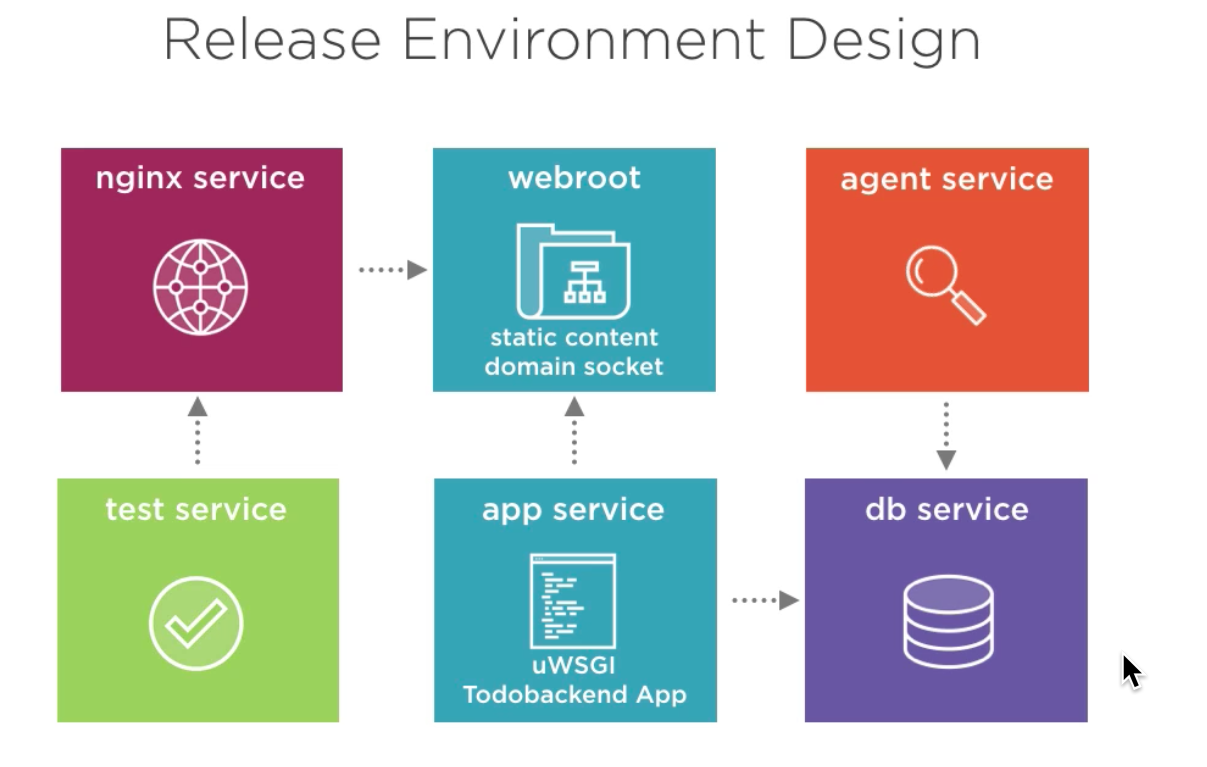 Release Environment Design
nginx service
webroot
static content
domain socket
agent service
test service
app service
uWSGI
Todobackend App
db service